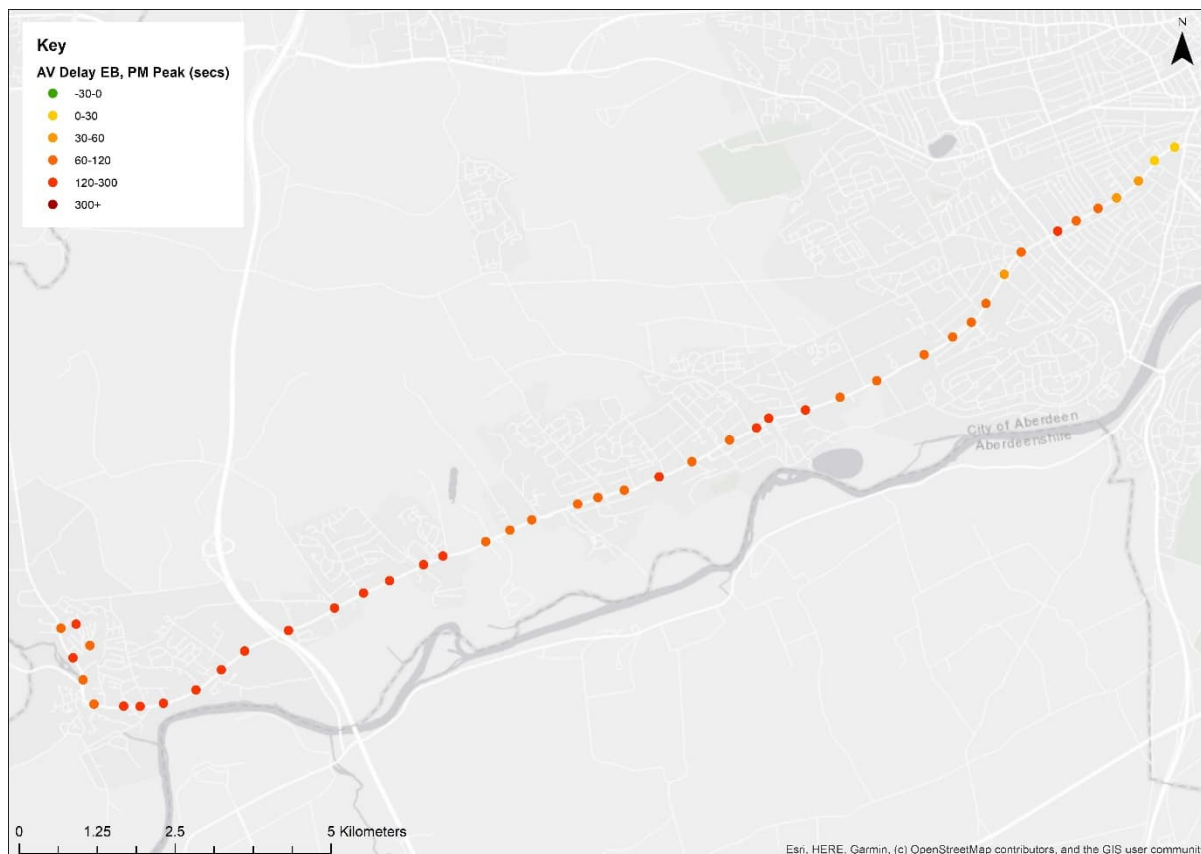 Key
AV Delay EB, PM Peak (secs)
-30-0
0-30
30-60
60-120
120-300
300+
N
City of Aberdeen
Aberdeenshire
0 1.25 2.5 5 Kilometers
Esri, HERE, Garmin, (c) OpenStreetMap contributors, and the GIS user communit